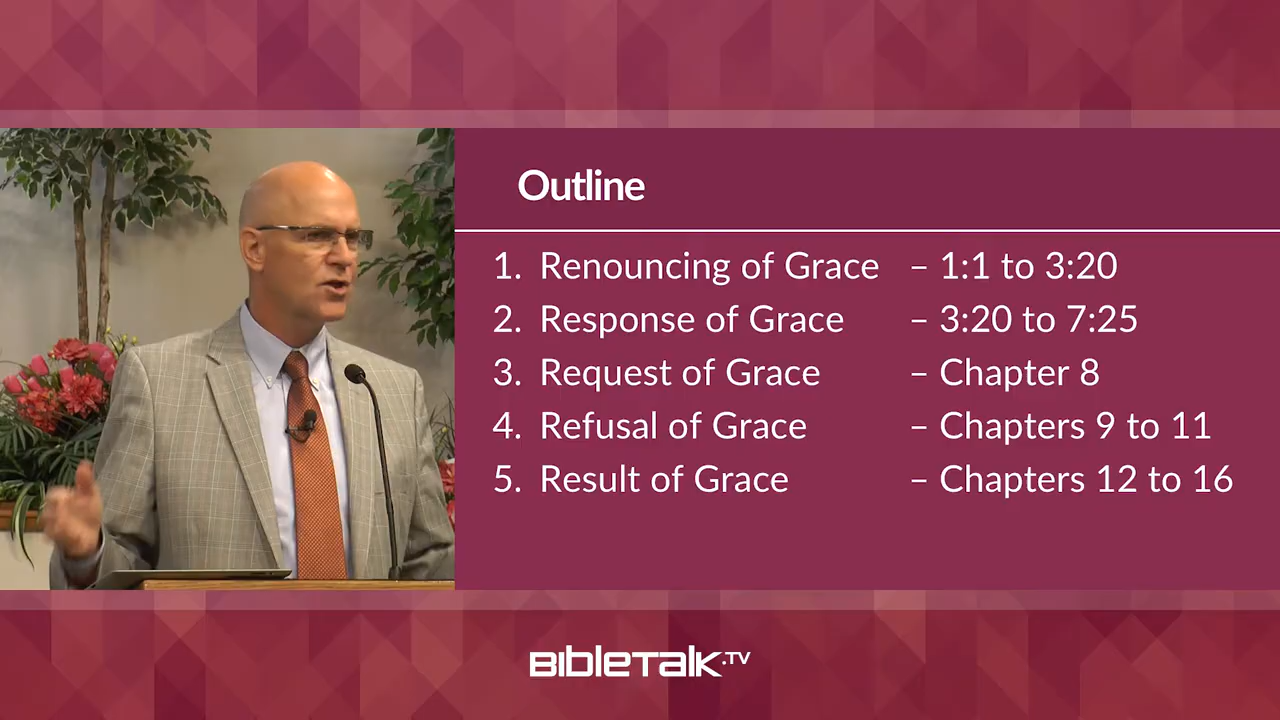 Outline
1. Renouncing of Grace – 1:1 to 3:20
2. Response of Grace – 3:20 to 7:25
3. Request of Grace – Chapter 8
4. Refusal of Grace – Chapters 9 to 11
5. Result of Grace – Chapters 12 to 16
BIBLETALK.TV